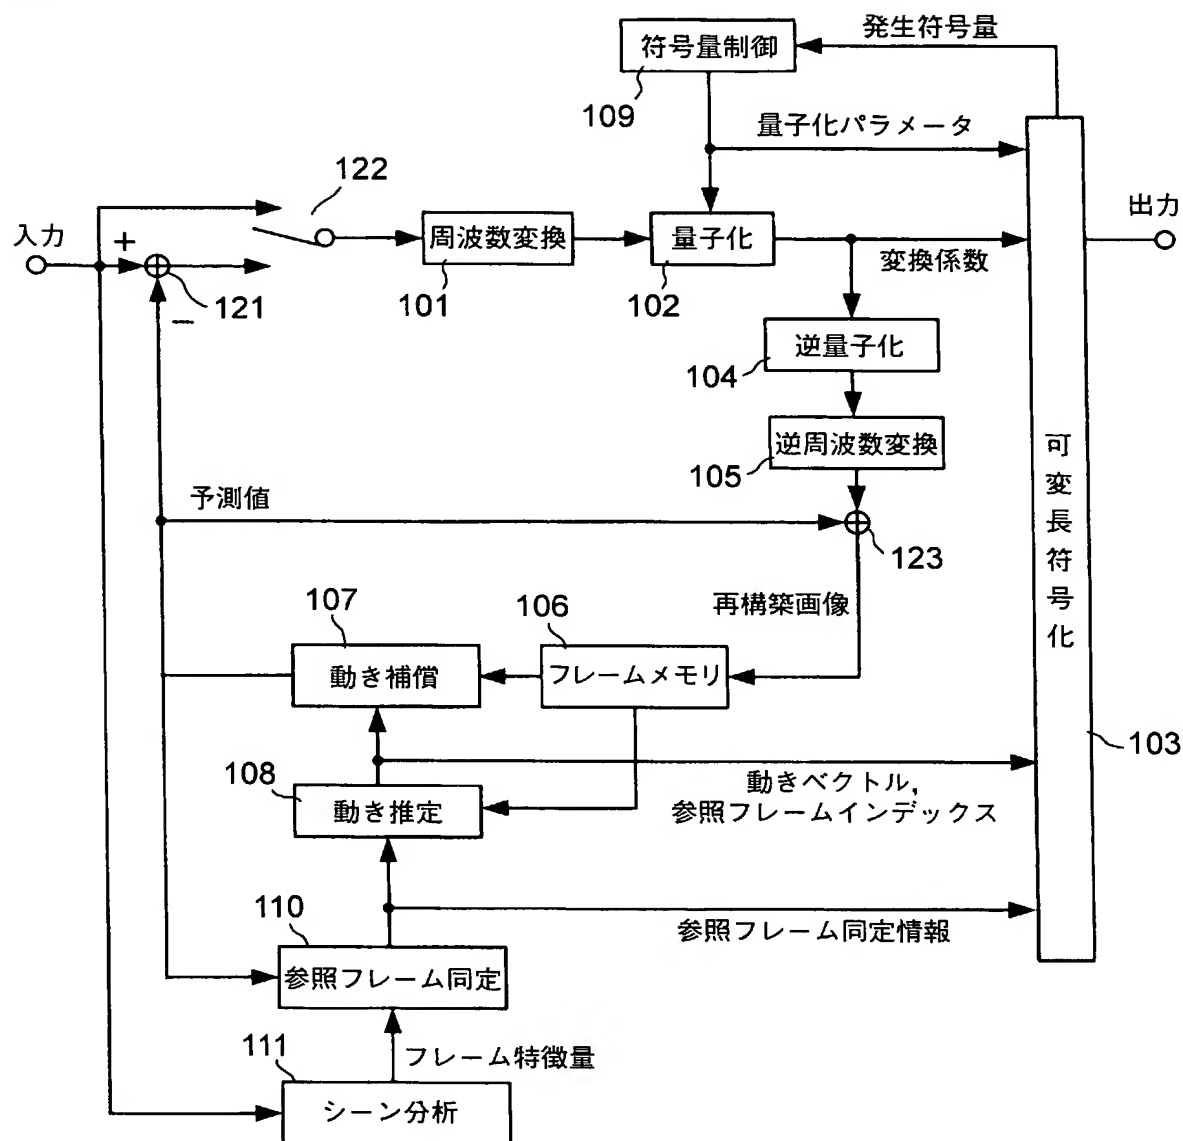 発生符号量
符号量制御
109
量子化パラメータ
122
入力
+
出力
周波数変換
量子化
変換係数
121
−
101
102
逆量子化
104
逆周波数変換
105
可変長符号化
予測値
123
再構築画像
107
106
動き補償
フレームメモリ
103
108
動きベクトル,
参照フレームインデックス
動き推定
110
参照フレーム同定情報
参照フレーム同定
111
フレーム特徴量
シーン分析